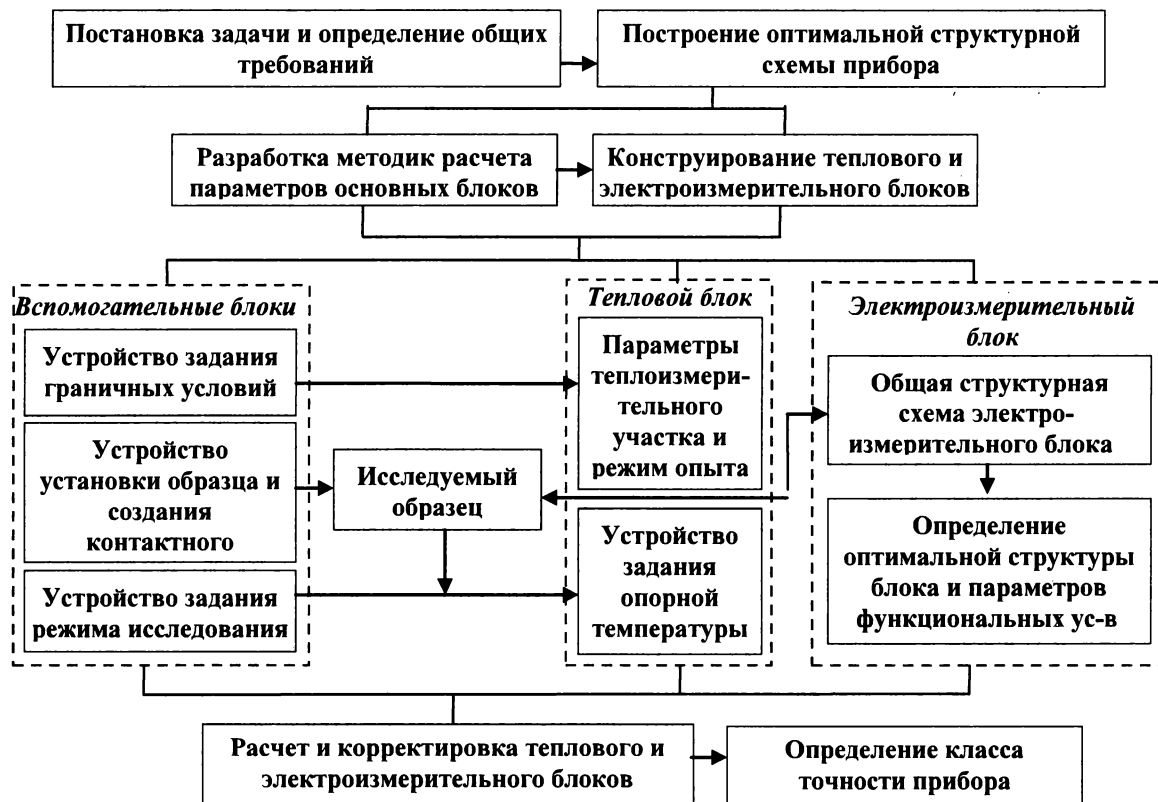 Постановка задачи и определение общих
требований
Построение оптимальной структурной
схемы прибора
Разработка методик расчета
параметров основных блоков
Конструирование теплового и
электроизмерительного блоков
Вспомогательные блоки
Устройство задания
граничных условий
Устройство
установки образца и
создания
контактного
Устройство задания
режима исследования
Исследуемый
образец
Тепловой блок
Параметры
теплоизмери-
тельного
участка и
режим опыта
Устройство
задания
опорной
температуры
Электроизмерительный
блок
Общая структурная
схема электро-
измерительного блока
Определение
оптимальной структуры
блока и параметров
функциональных ус-в
Расчет и корректировка теплового и
электроизмерительного блоков
Определение класса
точности прибора